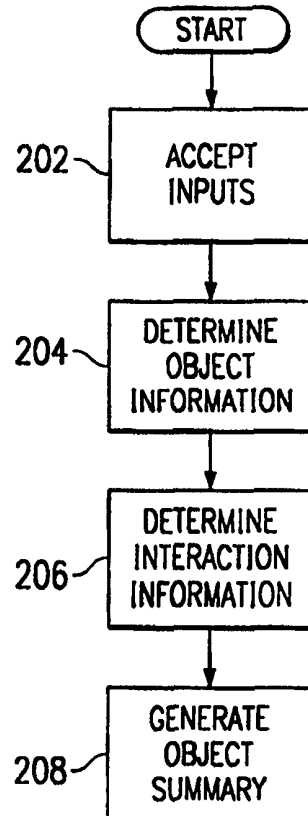 START
202
ACCEPT
INPUTS
204
DETERMINE
OBJECT
INFORMATION
206
DETERMINE
INTERACTION
INFORMATION
208
GENERATE
OBJECT
SUMMARY